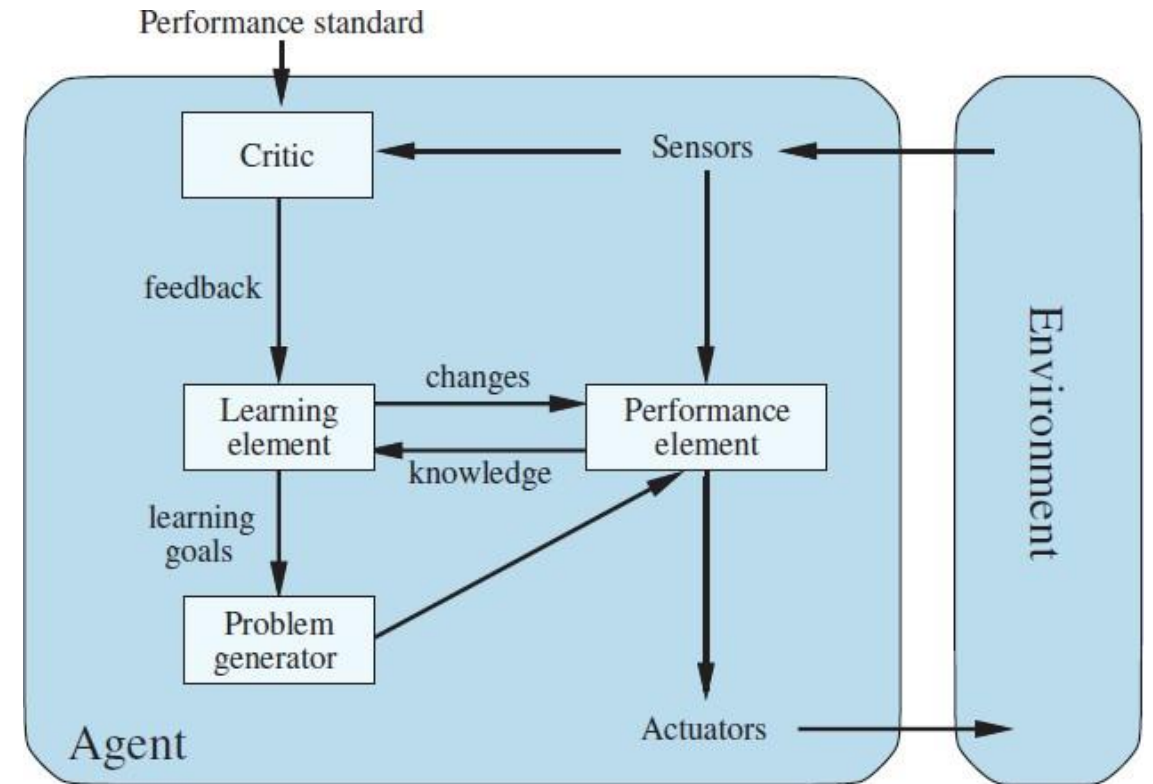 Performance standard
Critic
Sensors
feedback
changes
Learning
element
Performance
element
knowledge
learning
goals
Problem
generator
Agent
Actuators
Environment